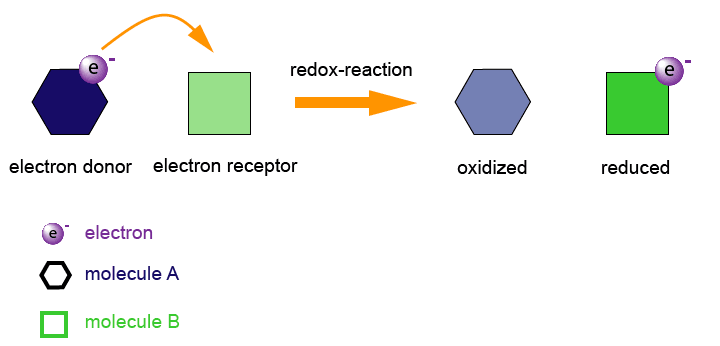 e-
redox-reaction
e-
electron donor
electron receptor
oxidized
reduced
e- electron
molecule A
molecule B